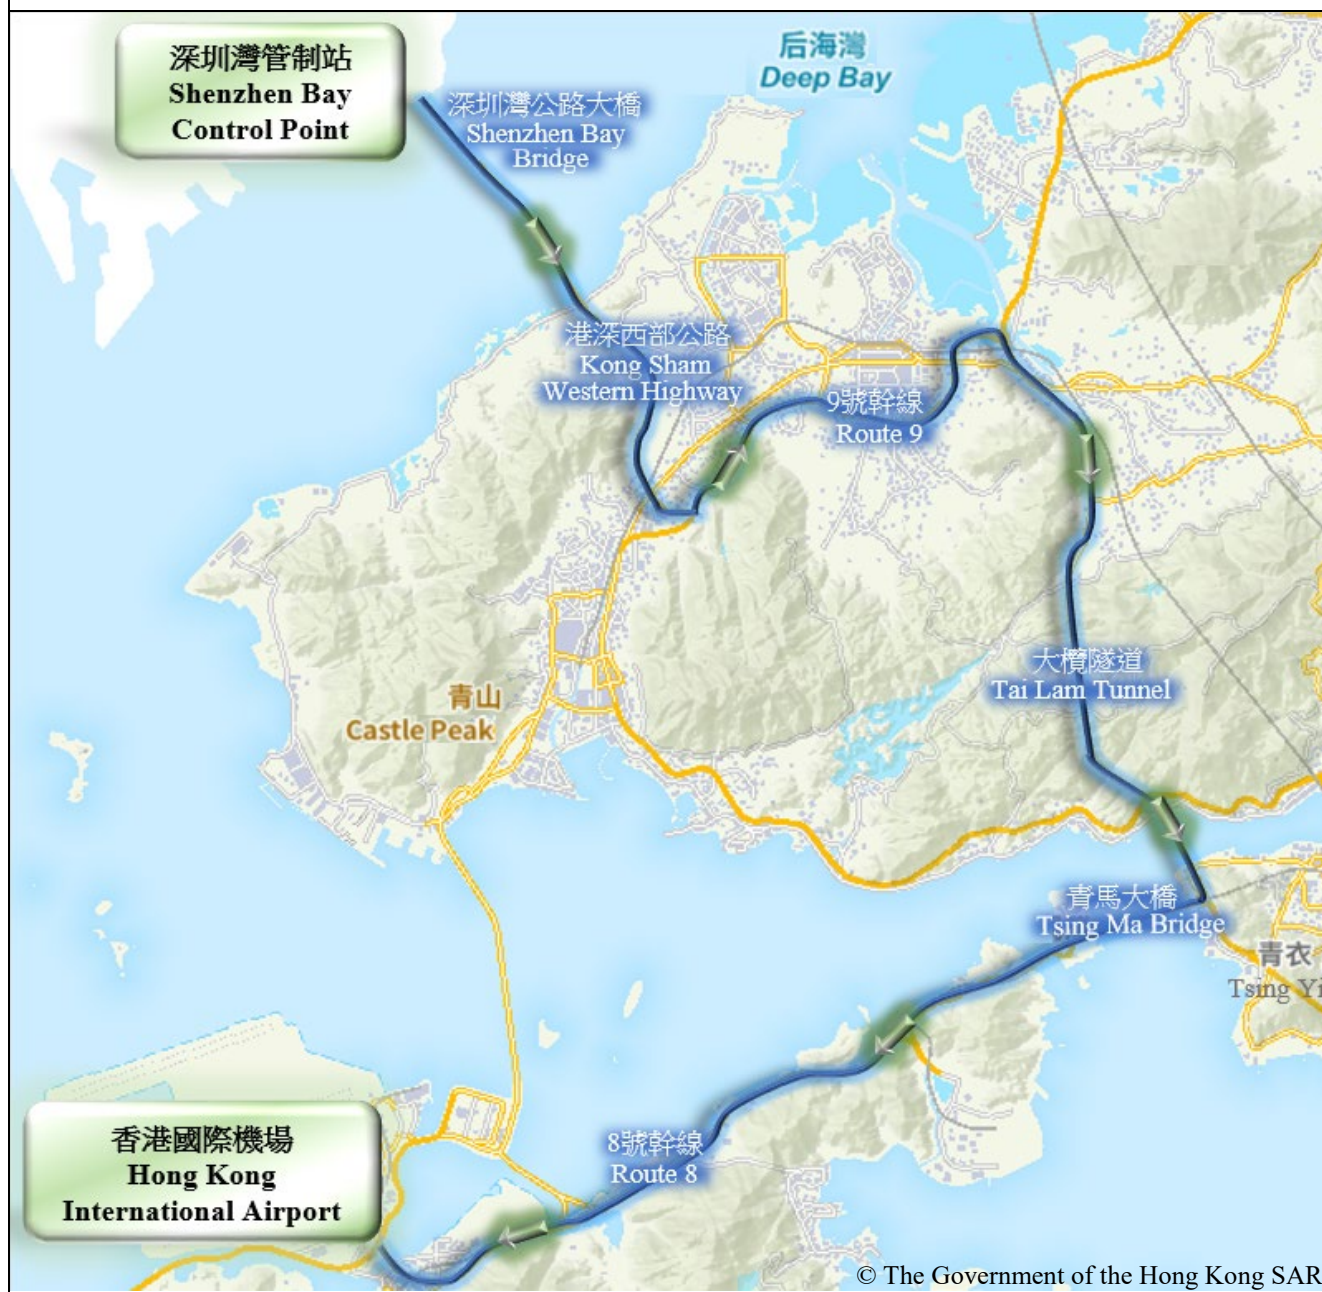 深圳灣管制站
Shenzhen Bay
Control Point
后海灣
Deep Bay
深圳灣公路大橋
Shenzhen Bay
Bridge
港深西部公路
Kong Sham
Western Highway
9號幹線
Route 9
大欖隧道
Tai Lam Tunnel
青山
Castle Peak
青馬大橋
Tsing Ma Bridge
青衣
Tsing Yi
8號幹線
Route 8
香港國際機場
Hong Kong
International Airport
© The Government of the Hong Kong SAR